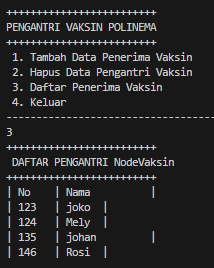 ++++++++++++++++++++++++++
PENGANTRI VAKSIN POLINEMA
++++++++++++++++++++++++++
1. Tambah Data Penerima Vaksin
2. Hapus Data Pengantri Vaksin
3. Daftar Penerima Vaksin
4. Keluar
-----------------------------------
3
++++++++++++++++++++++++++
DAFTAR PENGANTRI NodeVaksin
++++++++++++++++++++++++++
| No | Nama |
| 123 | joko |
| 124 | Mely |
| 135 | johan |
| 146 | Rosi |